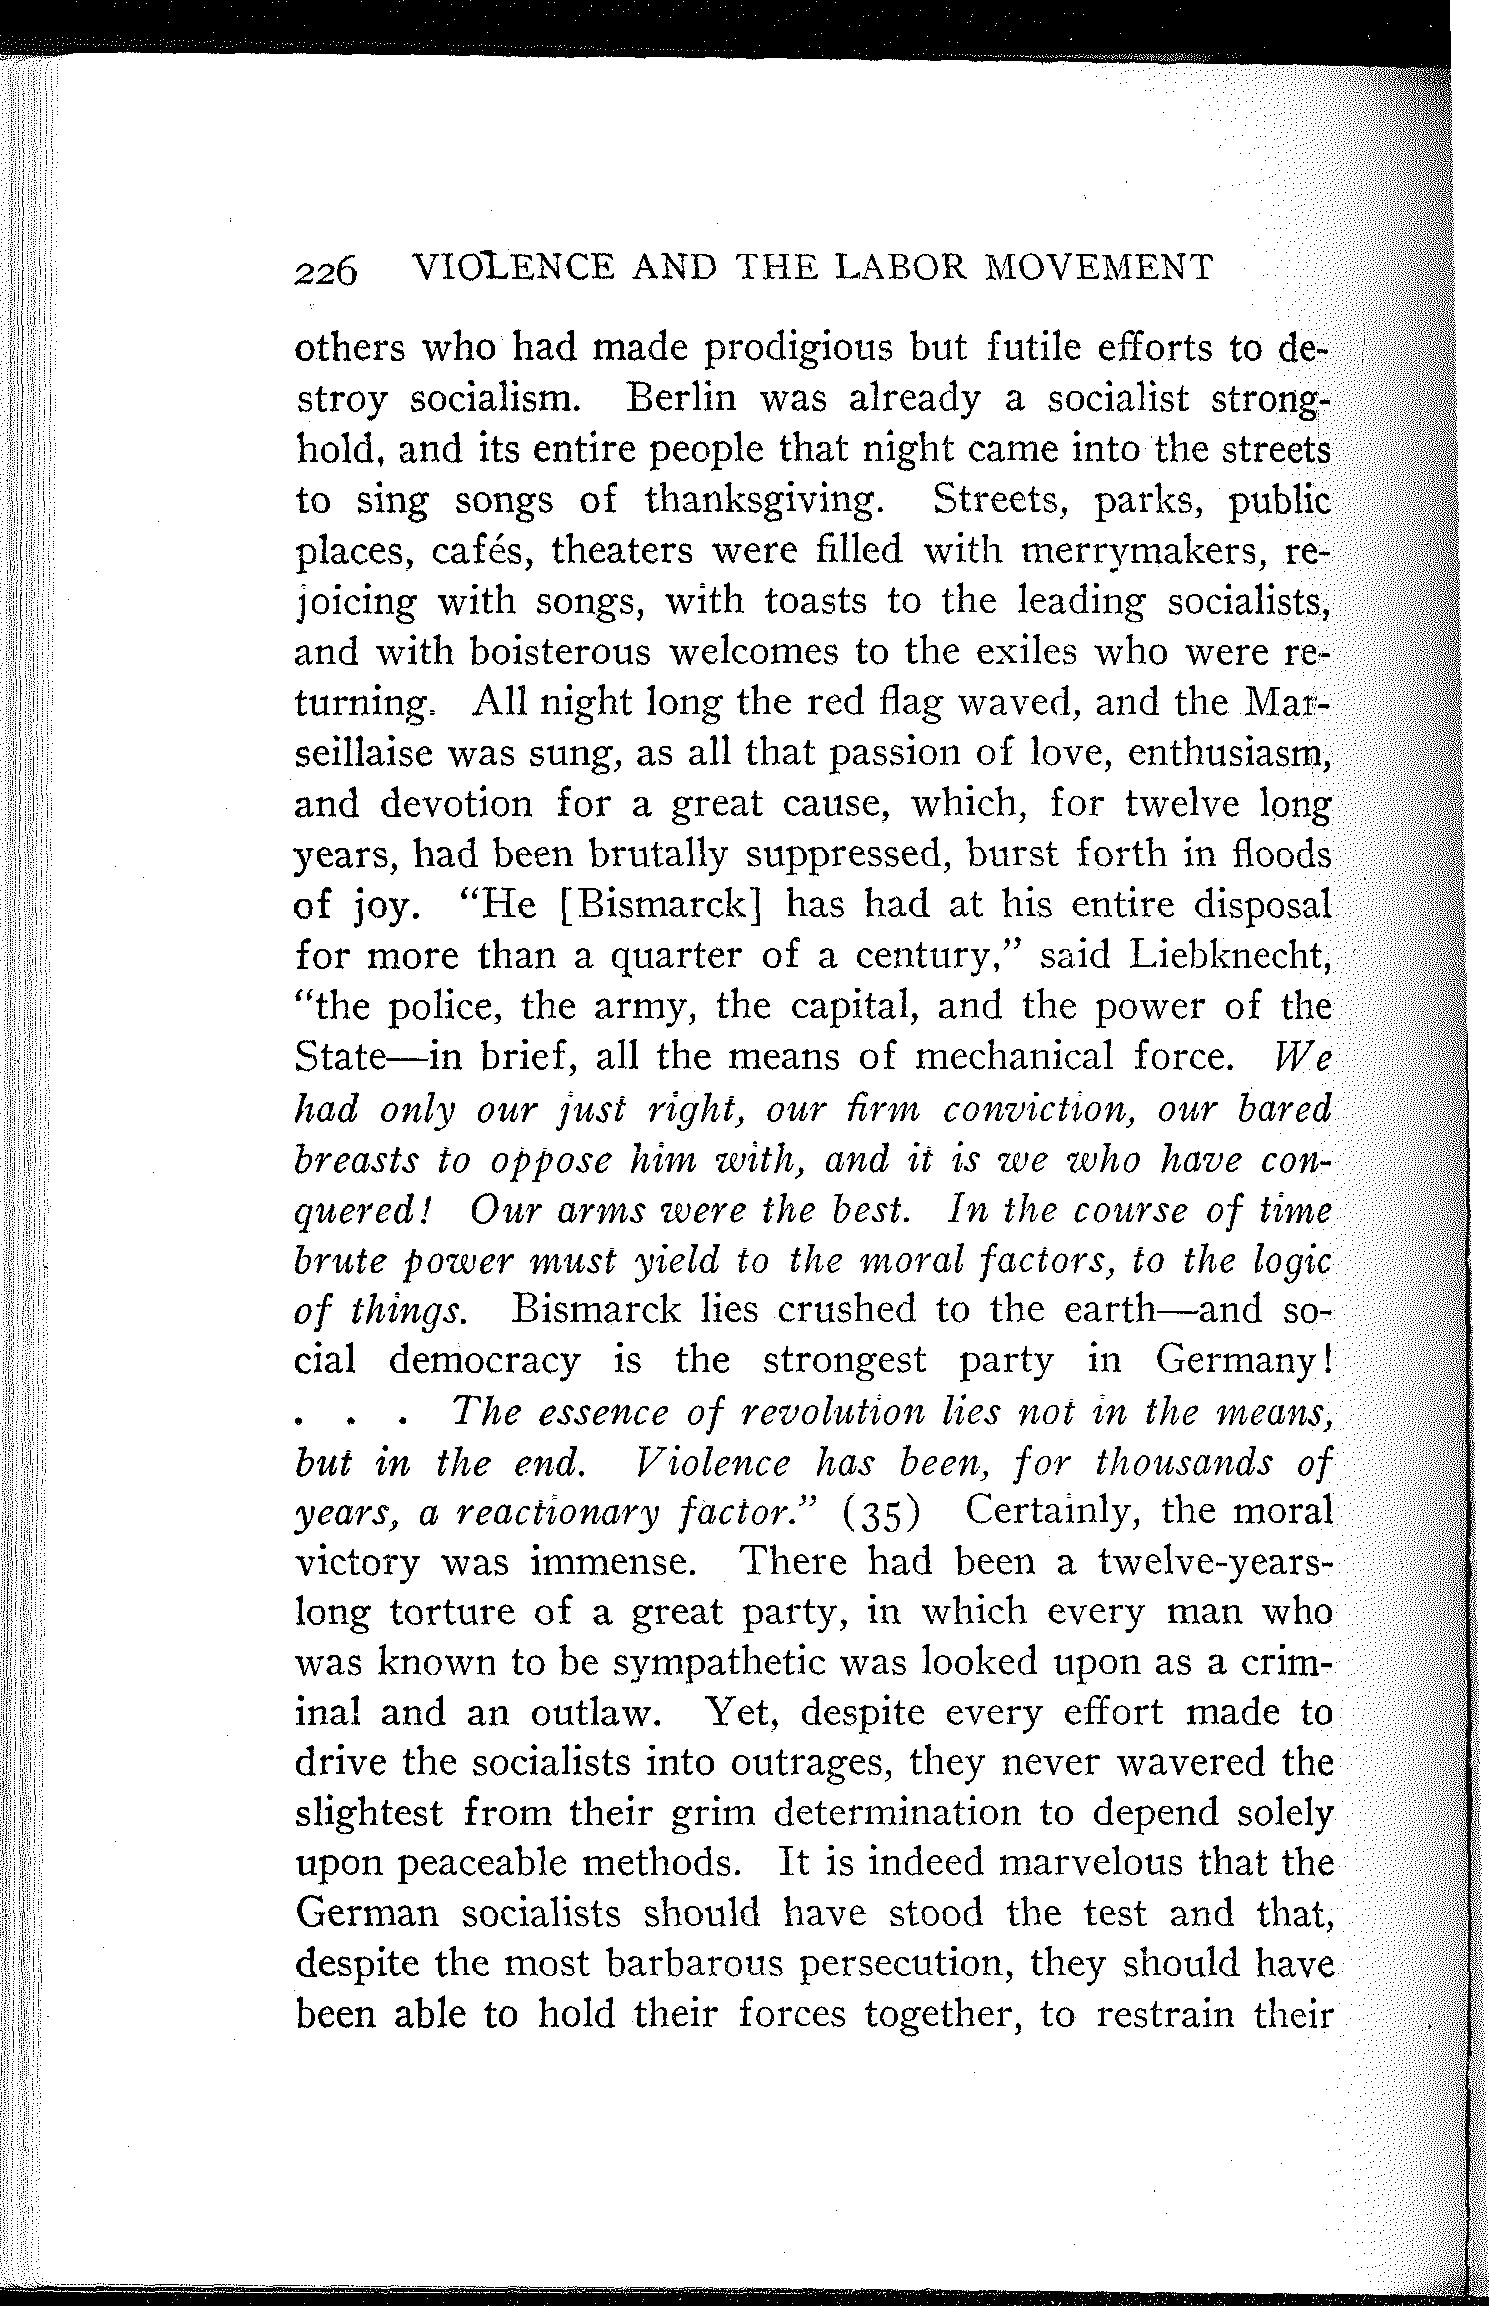 226 VIOLENCE AND THE LABOR MOVEMENT
others who had made prodigious but futile efforts to de-
stroy socialism. Berlin was already a socialist strong-
hold, and its entire people that night came into the streets
to sing songs of thanksgiving. Streets, parks, public
places, cafés, theaters were filled with merrymakers, re-
joicing with songs, with toasts to the leading socialists,
and with boisterous welcomes to the exiles who were re-
turning. All night long the red flag waved, and the Mar-
seillaise was sung, as all that passion of love, enthusiasm,
and devotion for a great cause, which, for twelve long
years, had been brutally suppressed, burst forth in floods
of joy. “He [Bismarck] has had at his entire disposal
for more than a quarter of a century,” said Liebknecht,
“the police, the army, the capital, and the power of the
State—in brief, all the means of mechanical force. We
had only our just right, our firm conviction, our bared
breasts to oppose him with, and it is we who have con-
quered! Our arms were the best. In the course of time
brute power must yield to the moral factors, to the logic
of things. Bismarck lies crushed to the earth—and so-
cial democracy is the strongest party in Germany!
. . . The essence of revolution lies not in the means,
but in the end. Violence has been, for thousands of
years, a reactionary factor.” (35) Certainly, the moral
victory was immense. There had been a twelve-years-
long torture of a great party, in which every man who
was known to be sympathetic was looked upon as a crim-
inal and an outlaw. Yet, despite every effort made to
drive the socialists into outrages, they never wavered the
slightest from their grim determination to depend solely
upon peaceable methods. It is indeed marvelous that the
German socialists should have stood the test and that,
despite the most barbarous persecution, they should have
been able to hold their forces together, to restrain their